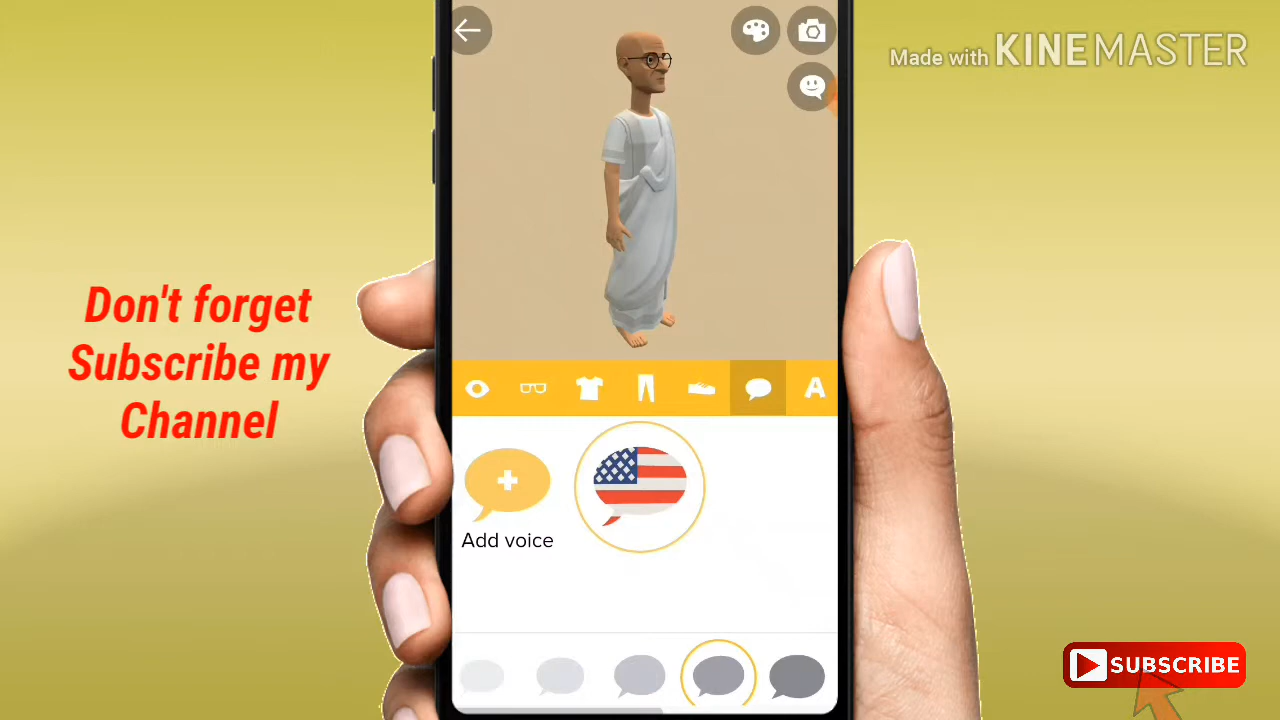 Made with KINEMASTER
Don't forget
Subscribe my
Channel
A
Add voice
SUBSCRIBE